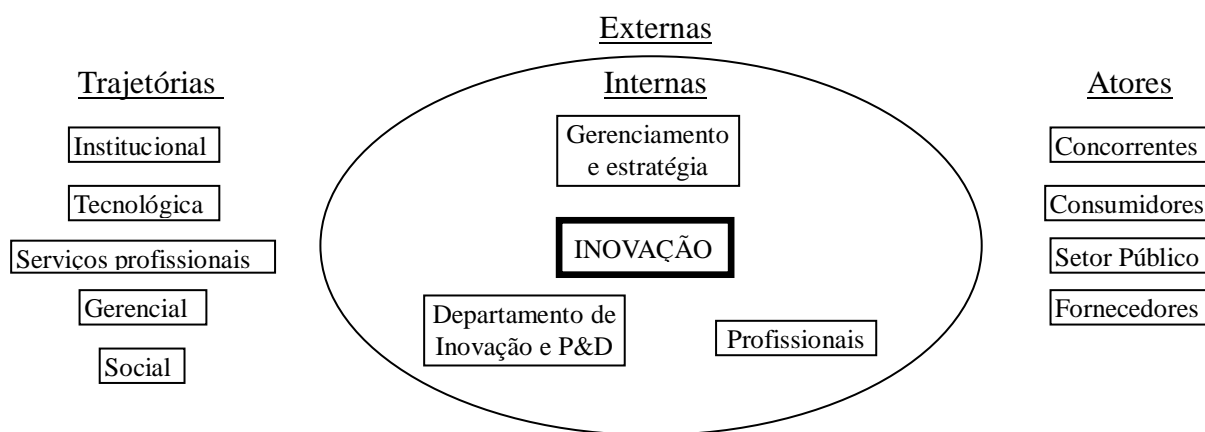 Externas
Trajetórias
Internas
Atores
Institucional
Gerenciamento
e estratégia
Concorrentes
Tecnológica
Consumidores
INOVAÇÃO
Serviços profissionais
Setor Público
Gerencial
Departamento de
Inovação e P&D
Profissionais
Fornecedores
Social